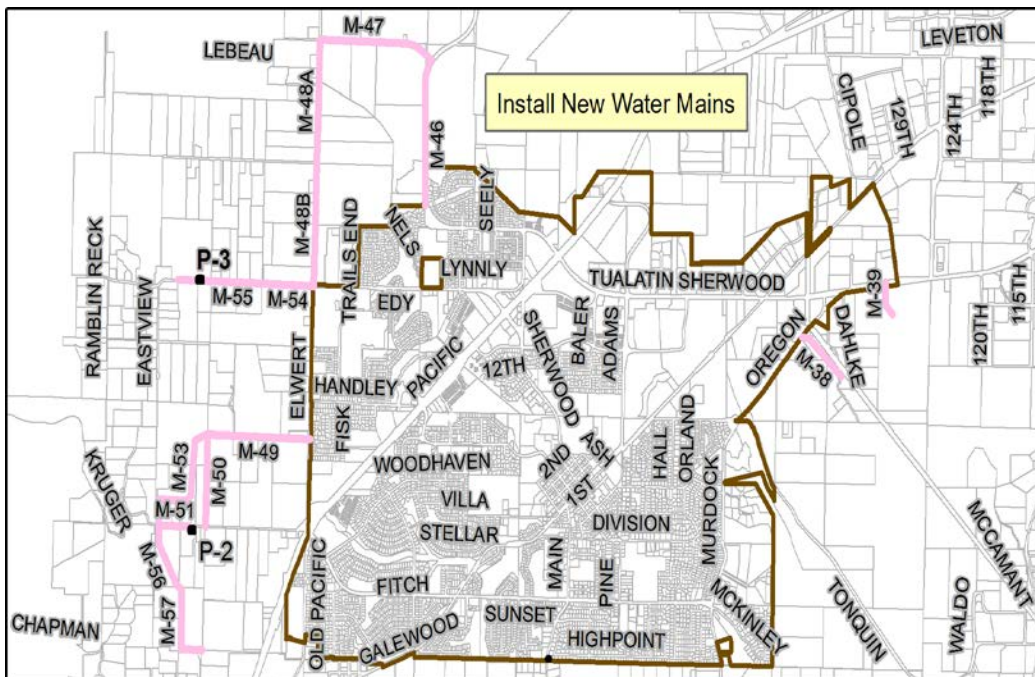 M-47
LEBEAU
LEVETON
Install New Water Mains
M-48A
CIPOLE
129TH
124TH
118TH
M-46
SEELY
M-48B
TRAILS END
NELS
LYNNLY
RAMBLIN RECK
EASTVIEW
P-3
M-55
M-54
EDY
TUALATIN SHERWOOD
M-39
115TH
120TH
ELWERT
PACIFIC
SHERWOOD
BALER
ADAMS
OREGON
DAHLKE
M-38
12TH
HANDLEY
FISK
M-49
M-53
M-50
KRUGER
M-51
P-2
WOODHAVEN
VILLA
STELLAR
2ND
ASH
1ST
HALL
ORLAND
MURDOCK
DIVISION
MCCAMANT
M-56
M-57
CHAPMAN
OLD PACIFIC
FITCH
GALEWOOD
SUNSET
MAIN
PINE
HIGHPOINT
MCKINLEY
TONQUIN
WALDO